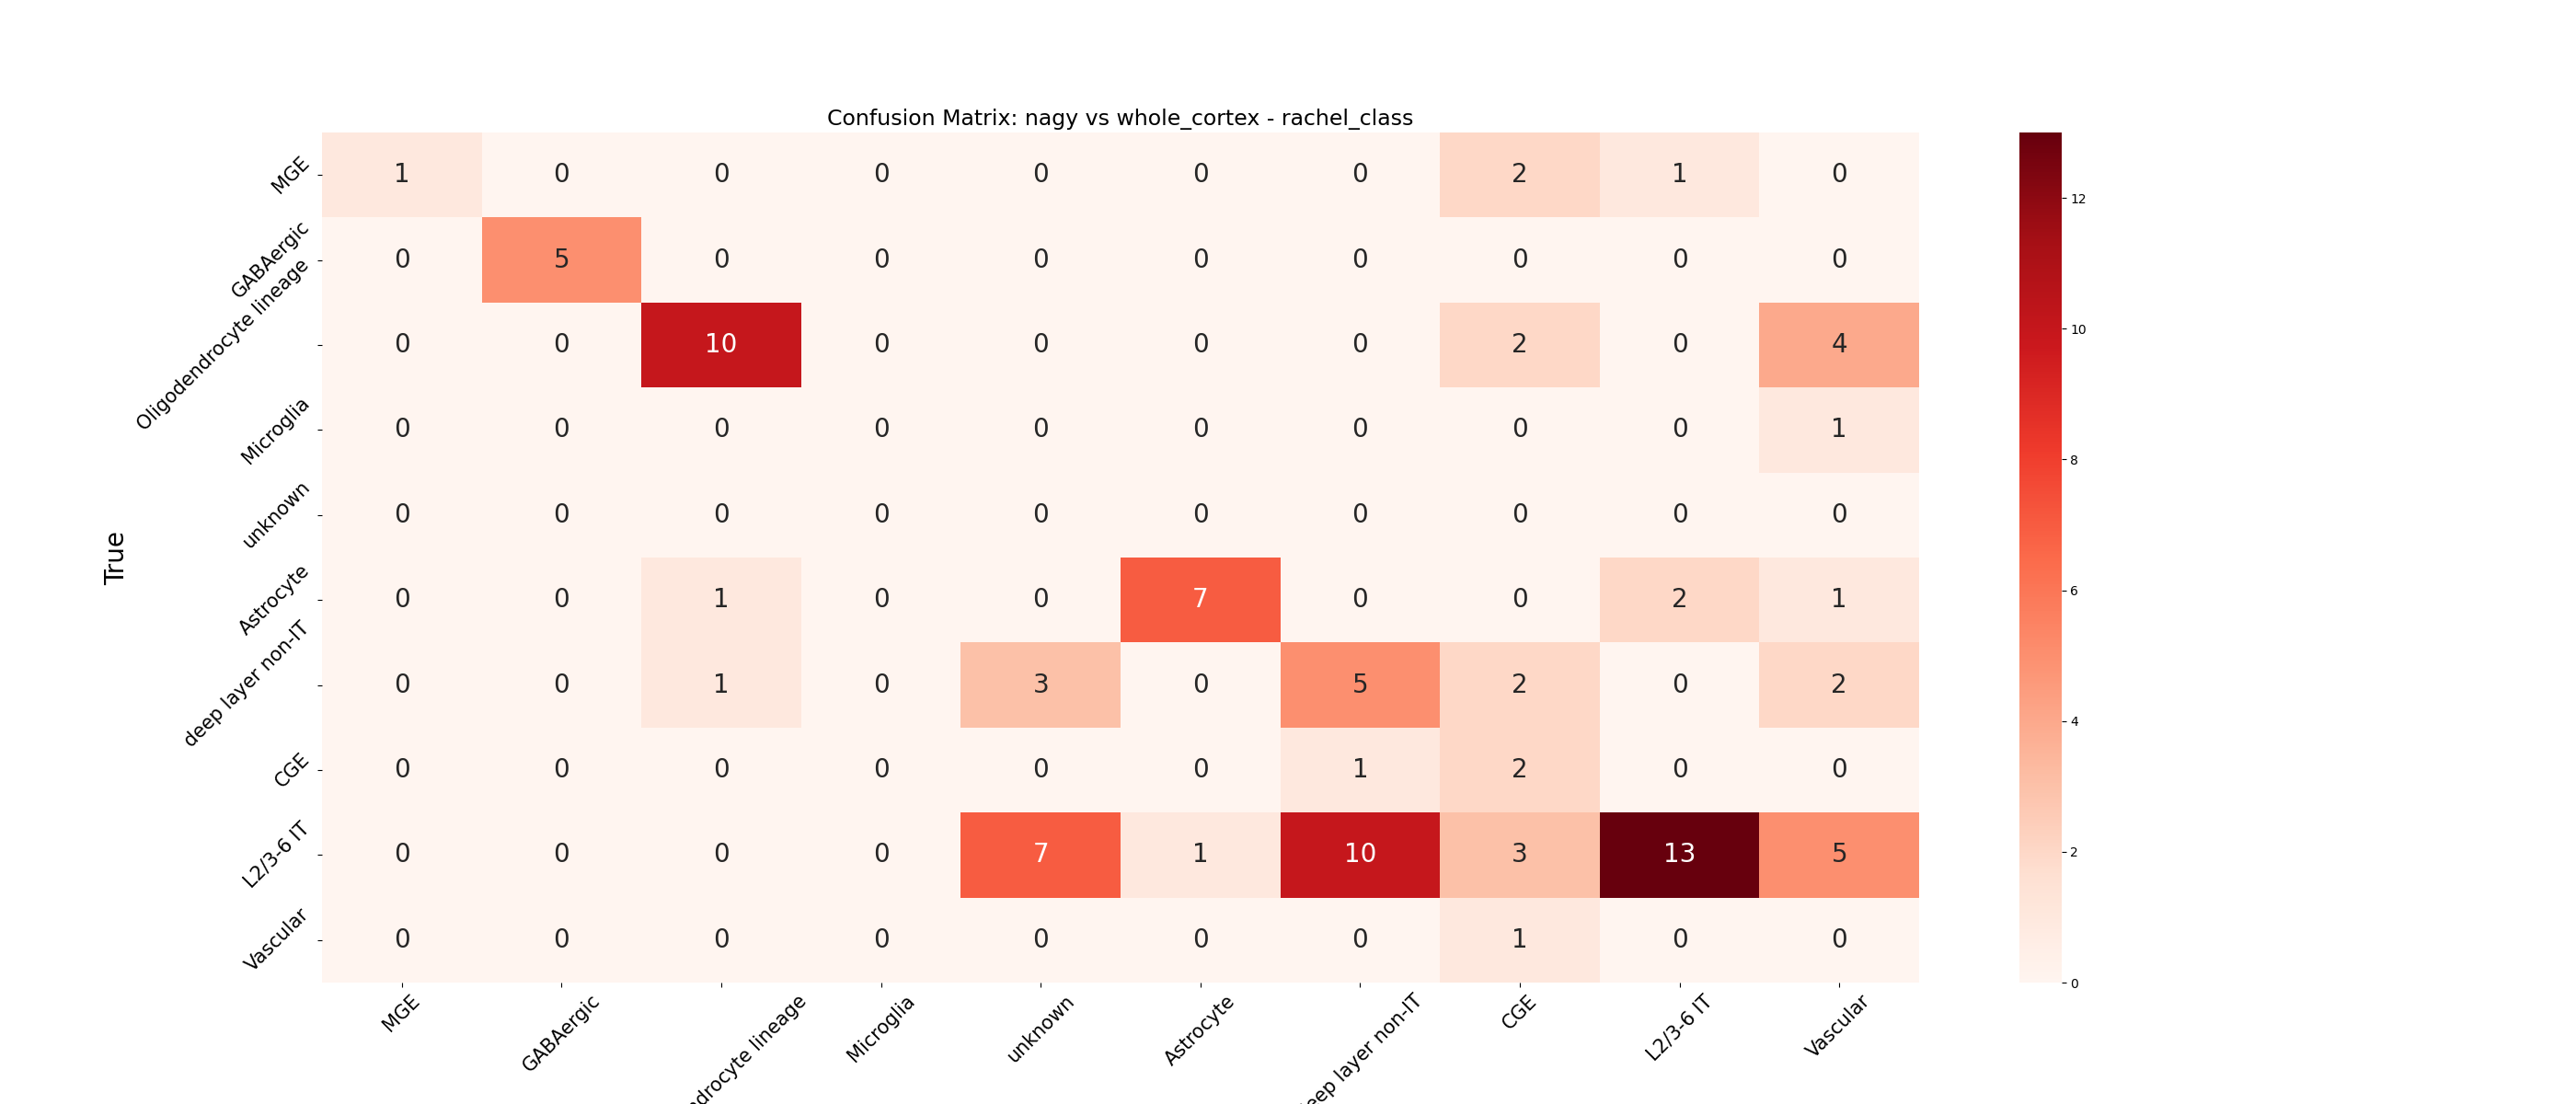 Confusion Matrix: nagy vs whole_cortex - rachel_class
MGE 1 0 0 0 0 0 0 2 1 0
GABAergic 0 5 0 0 0 0 0 0 0 0
Oligodendrocyte lineage 0 0 10 0 0 0 0 2 0 4
Microglia 0 0 0 0 0 0 0 0 0 1
unknown 0 0 0 0 0 0 0 0 0 0
Astrocyte 0 0 1 0 0 7 0 0 2 1
deep layer non-IT 0 0 1 0 3 0 5 2 0 2
CGE 0 0 0 0 0 0 1 2 0 0
L2/3-6 IT 0 0 0 0 7 1 10 3 13 5
Vascular 0 0 0 0 0 0 0 1 0 0
True
MGE GABAergic lineage Microglia unknown Astrocyte layer non-IT CGE L2/3-6 IT Vascular
12
10
8
6
4
2
0